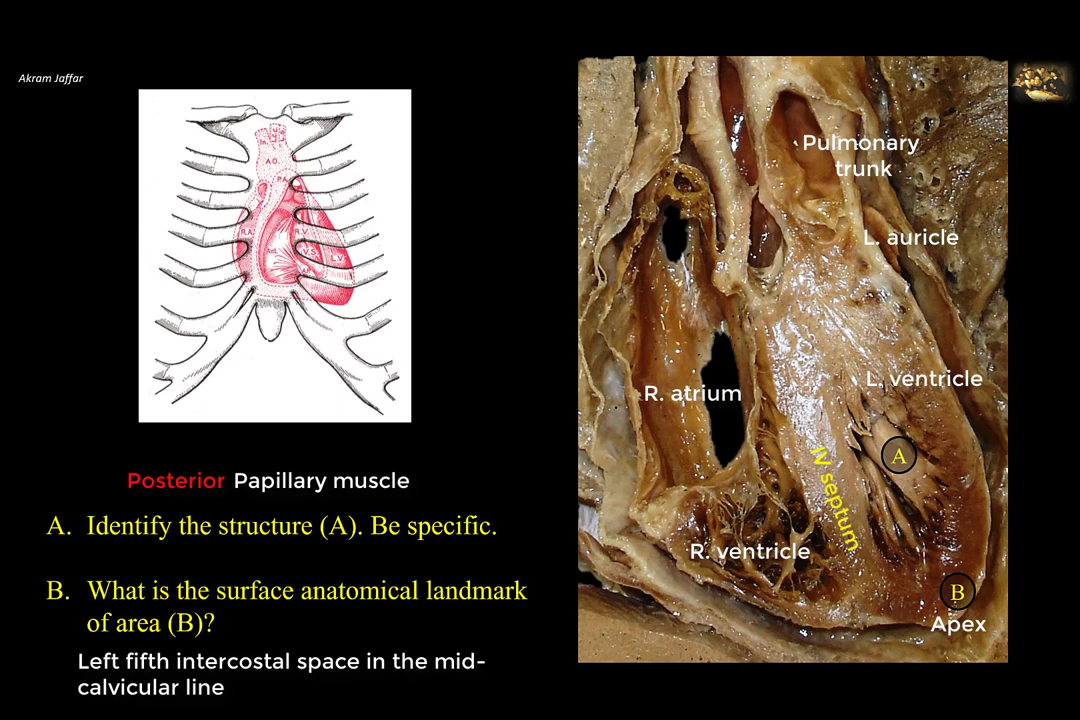 Akram Jaffar
Posterior Papillary muscle
A. Identify the structure (A). Be specific.
B. What is the surface anatomical landmark
of area (B)?
Left fifth intercostal space in the mid-
calvicular line
Pulmonary
trunk
L. auricle
L. ventricle
R. atrium
A
IV septum
R. ventricle
B
Apex
A.O.
P.A.
R.A.
R.V.
L.V.
V.S.